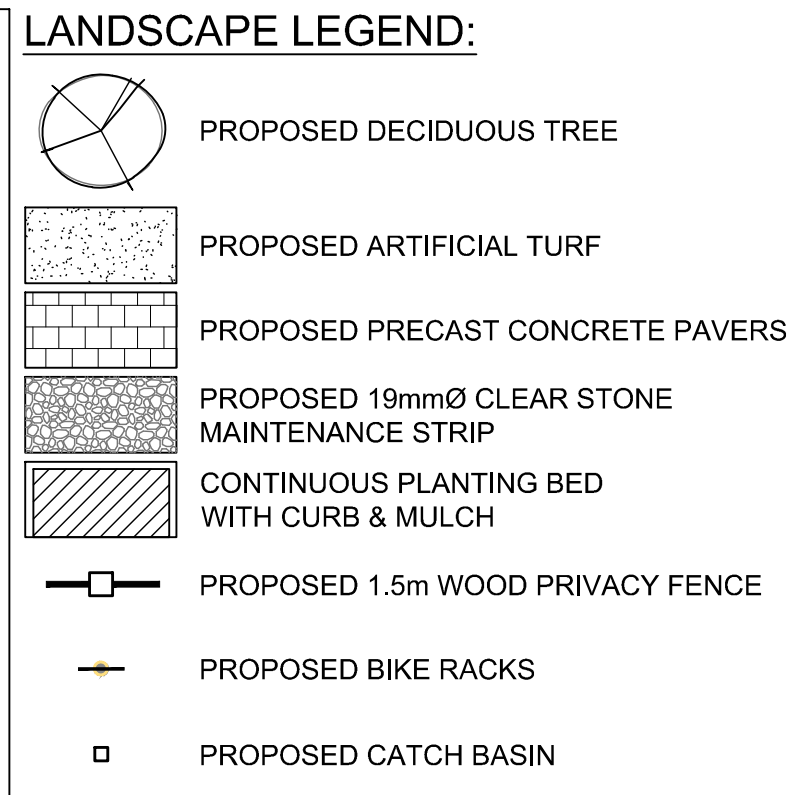 LANDSCAPE LEGEND:
PROPOSED DECIDUOUS TREE
PROPOSED ARTIFICIAL TURF
PROPOSED PRECAST CONCRETE PAVERS
PROPOSED 19mmØ CLEAR STONE
MAINTENANCE STRIP
CONTINUOUS PLANTING BED
WITH CURB & MULCH
PROPOSED 1.5m WOOD PRIVACY FENCE
PROPOSED BIKE RACKS
PROPOSED CATCH BASIN